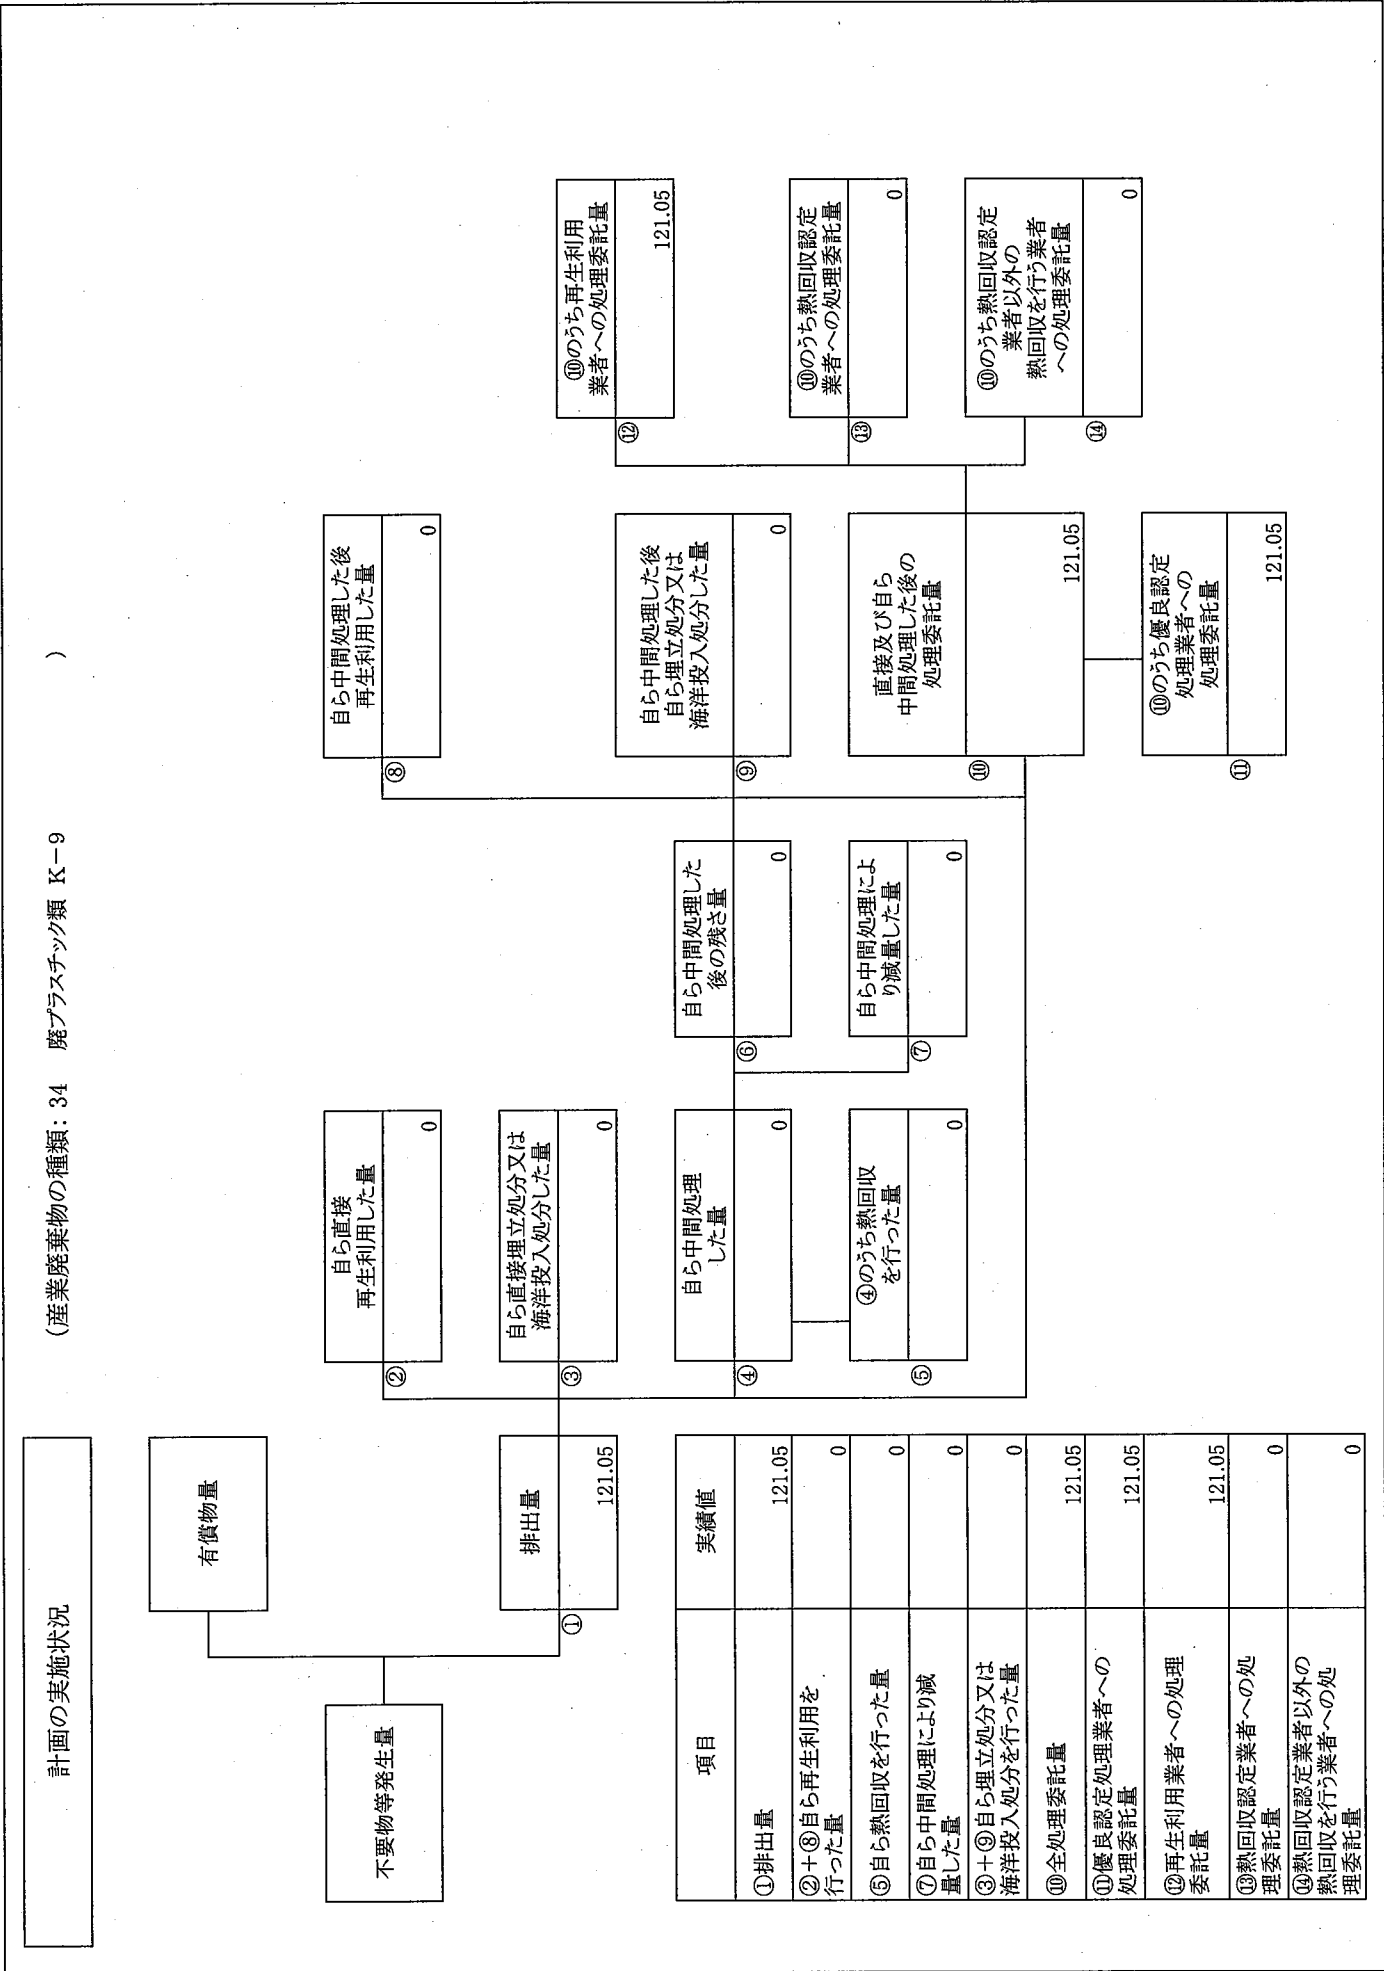 計画の実施状況
(産業廃棄物の種類: 34 廃プラスチック類 K-9 )
不要物等発生量
有償物量
排出量
①
121.05
自ら直接
再生利用した量
②
0
自ら直接埋立処分又は
海洋投入処分した量
③
0
自ら中間処理
した量
④
0
④のうち熱回収
を行った量
⑤
0
自ら中間処理した
後の残さ量
⑥
0
自ら中間処理によ
り減量した量
⑦
0
自ら中間処理した後
再生利用した量
⑧
0
自ら中間処理した後
自ら埋立処分又は
海洋投入処分した量
⑨
0
直接及び自ら
中間処理した後の
処理委託量
⑩
121.05
⑩のうち優良認定
処理業者への
処理委託量
⑪
121.05
⑩のうち再生利用
業者への処理委託量
⑫
121.05
⑩のうち熱回収認定
業者への処理委託量
⑬
0
⑩のうち熱回収認定
業者以外の
熱回収を行う業者
への処理委託量
⑭
0
項目 実績値
①排出量 121.05
②+⑧自ら再生利用を
行った量 0
⑤自ら熱回収を行った量 0
⑦自ら中間処理により減
量した量 0
③+⑨自ら埋立処分又は
海洋投入処分を行った量 0
⑩全処理委託量 121.05
⑪優良認定処理業者への
処理委託量 121.05
⑫再生利用業者への処理
委託量 121.05
⑬熱回収認定業者への処
理委託量 0
⑭熱回収認定業者以外の
熱回収を行う業者への処
理委託量 0